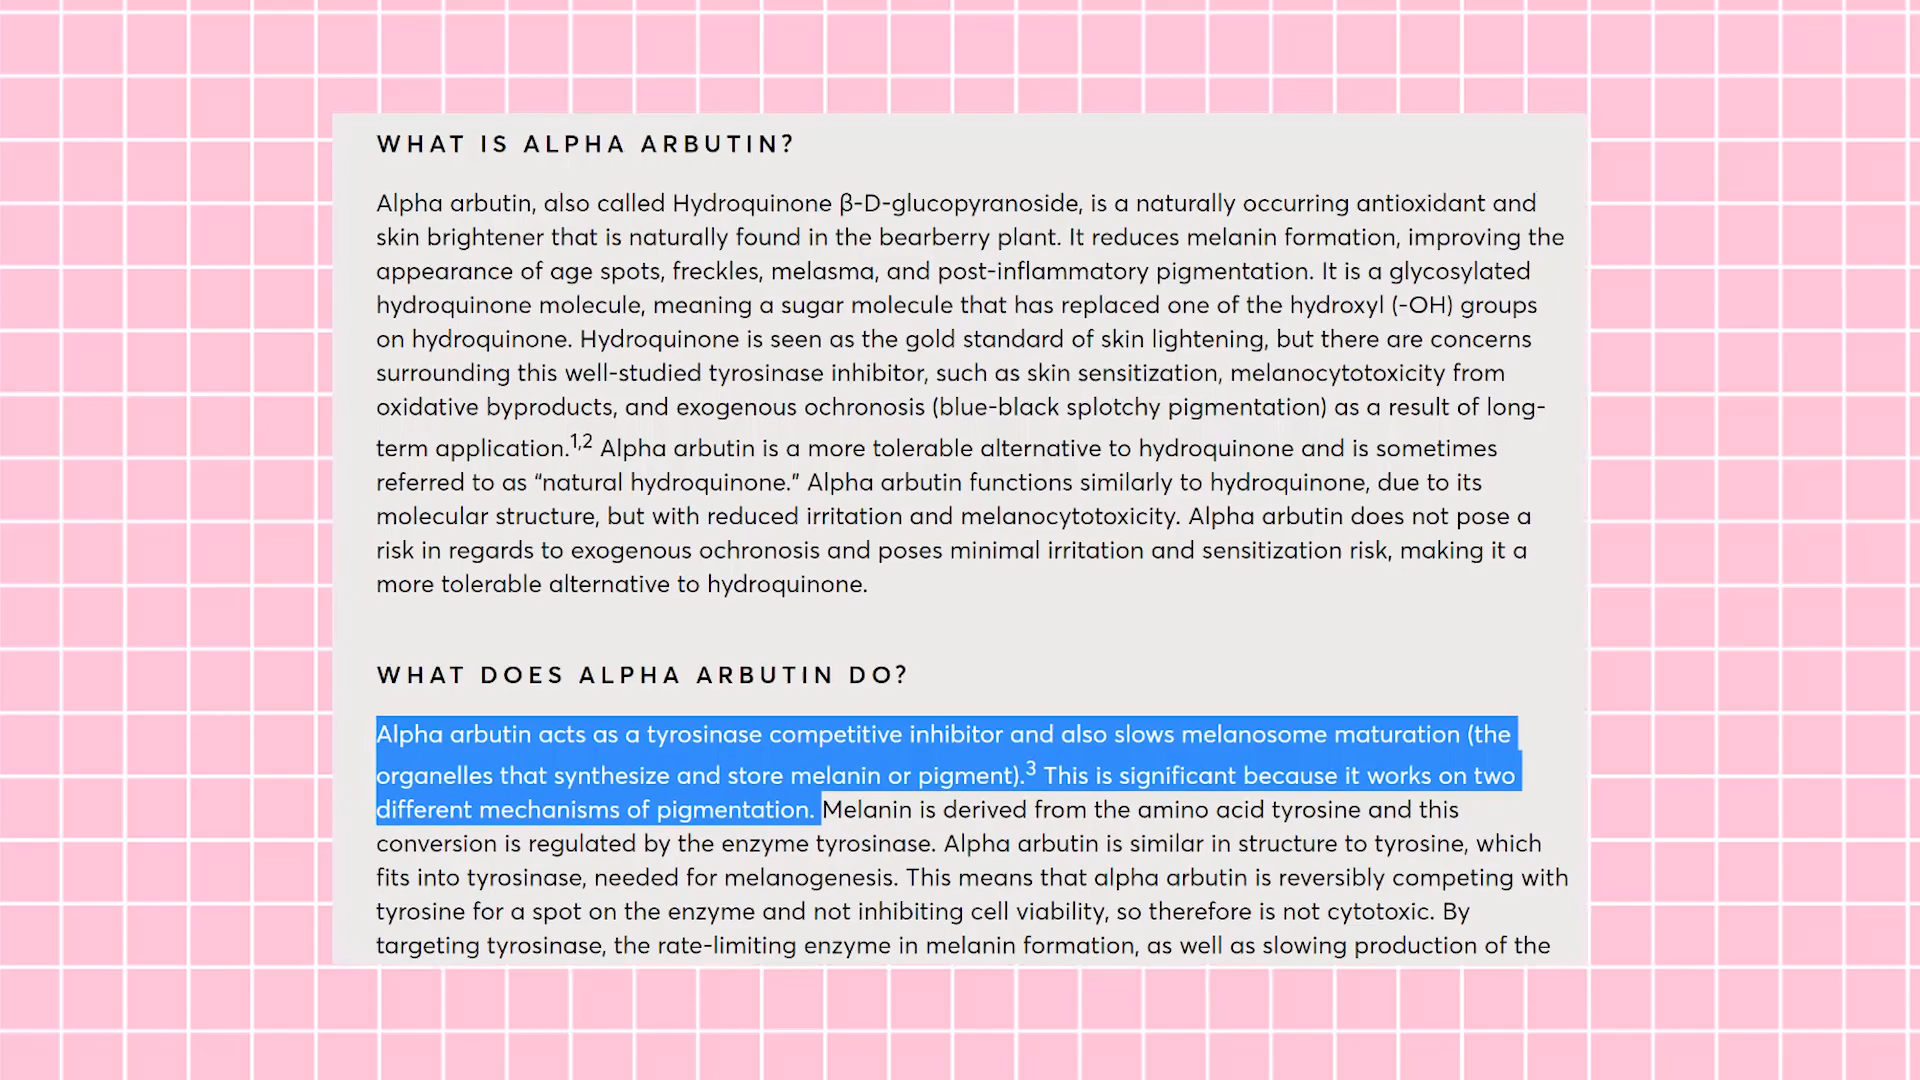 WHAT IS ALPHA ARBUTIN?
Alpha arbutin, also called Hydroquinone β-D-glucopyranoside, is a naturally occurring antioxidant and
skin brightener that is naturally found in the bearberry plant. It reduces melanin formation, improving the
appearance of age spots, freckles, melasma, and post-inflammatory pigmentation. It is a glycosylated
hydroquinone molecule, meaning a sugar molecule that has replaced one of the hydroxyl (-OH) groups
on hydroquinone. Hydroquinone is seen as the gold standard of skin lightening, but there are concerns
surrounding this well-studied tyrosinase inhibitor, such as skin sensitization, melanocytotoxicity from
oxidative byproducts, and exogenous ochronosis (blue-black splotchy pigmentation) as a result of long-
term application.1,2 Alpha arbutin is a more tolerable alternative to hydroquinone and is sometimes
referred to as “natural hydroquinone.” Alpha arbutin functions similarly to hydroquinone, due to its
molecular structure, but with reduced irritation and melanocytotoxicity. Alpha arbutin does not pose a
risk in regards to exogenous ochronosis and poses minimal irritation and sensitization risk, making it a
more tolerable alternative to hydroquinone.
WHAT DOES ALPHA ARBUTIN DO?
Alpha arbutin acts as a tyrosinase competitive inhibitor and also slows melanosome maturation (the
organelles that synthesize and store melanin or pigment).3 This is significant because it works on two
different mechanisms of pigmentation. Melanin is derived from the amino acid tyrosine and this
conversion is regulated by the enzyme tyrosinase. Alpha arbutin is similar in structure to tyrosine, which
fits into tyrosinase, needed for melanogenesis. This means that alpha arbutin is reversibly competing with
tyrosine for a spot on the enzyme and not inhibiting cell viability, so therefore is not cytotoxic. By
targeting tyrosinase, the rate-limiting enzyme in melanin formation, as well as slowing production of the